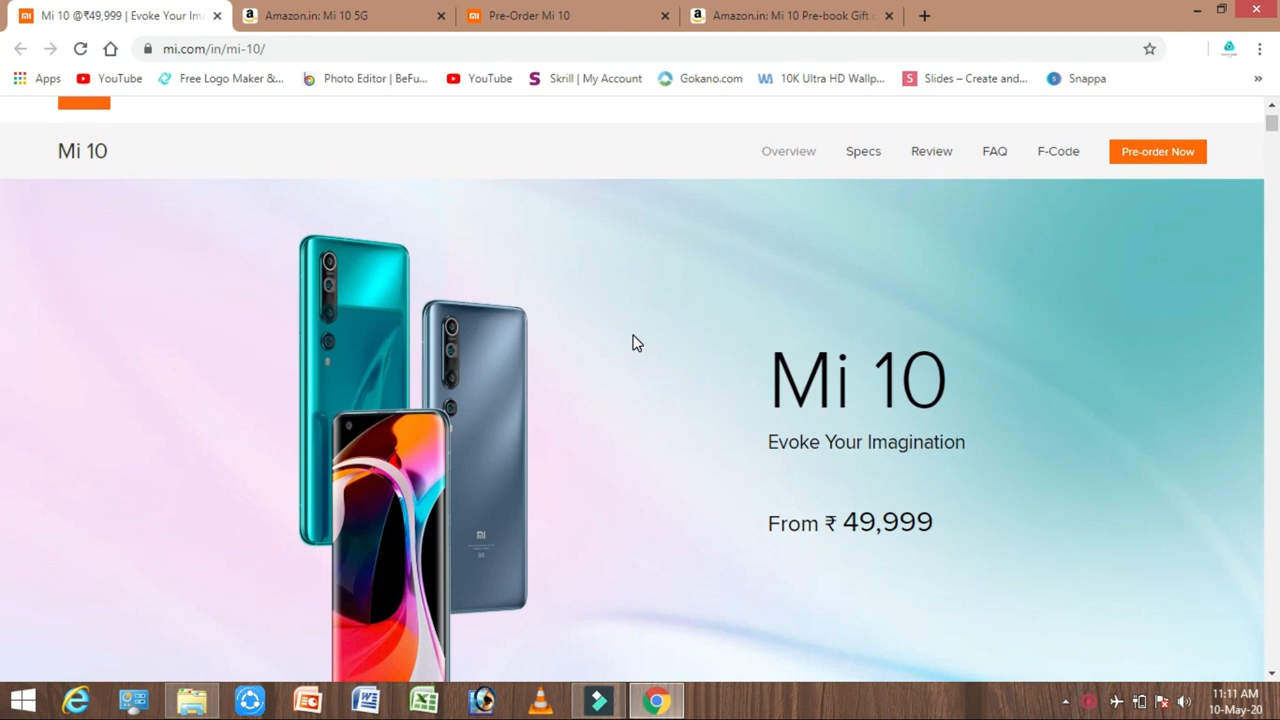 Mi 10 @₹49,999 | Evoke Your Im
Amazon.in: Mi 10 5G
Pre-Order Mi 10
Amazon.in: Mi 10 Pre-book Gift
mi.com/in/mi-10/
Apps
YouTube
Free Logo Maker &...
Photo Editor | BeFu...
YouTube
Skrill | My Account
Gokano.com
10K Ultra HD Wallp...
Slides – Create and...
Snappa
Mi 10
Overview
Specs
Review
FAQ
F-Code
Pre-order Now
Mi 10
Evoke Your Imagination
From ₹ 49,999
11:11 AM
10-May-20